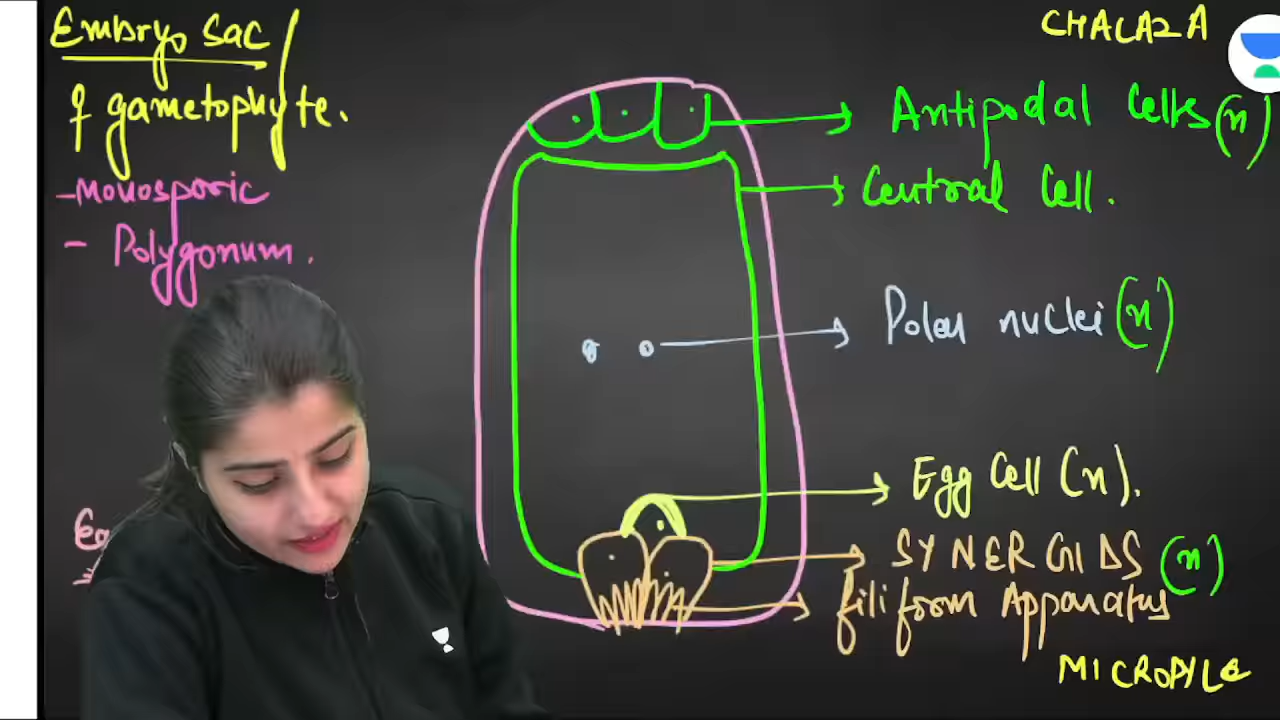 Embryo Sac/
♀ gametophyte.
- Monosporic
- Polygonum.
CHALAZA
Antipodal Cells (n)
Central Cell.
Polar nuclei (n)
Egg Cell (n).
SYNERGIDS (n)
filiform Apparatus
MICROPYLE